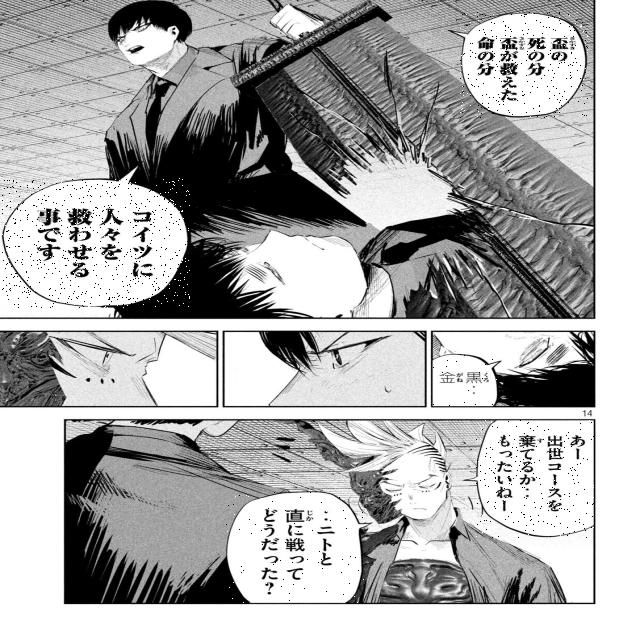 盃の
死の分
盃が救えた
命の分
コイツに
人々を
救わせる
事です
黒金‥
14
あー
出世コースを
棄てるか‥
もったいねー
‥ニトと
直に戦って
どうだった?